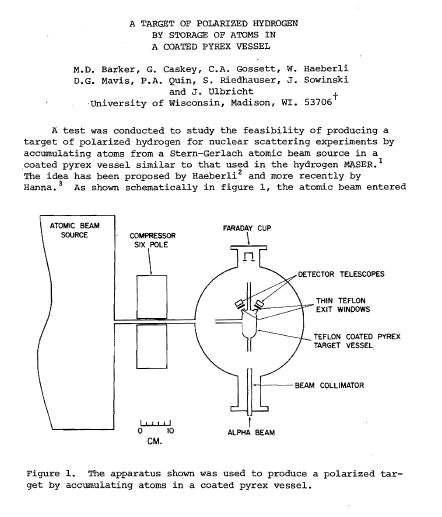 A TARGET OF POLARIZED HYDROGEN
BY STORAGE OF ATOMS IN
A COATED PYREX VESSEL
M.D. Barker, G. Caskey, C.A. Gossett, W. Haeberli
D.G. Mavis, P.A. Quin, S. Riedhauser, J. Sowinski
and J. Ulbricht
University of Wisconsin, Madison, WI. 53706†
A test was conducted to study the feasibility of producing a
target of polarized hydrogen for nuclear scattering experiments by
accumulating atoms from a Stern-Gerlach atomic beam source in a
coated pyrex vessel similar to that used in the hydrogen MASER.1
The idea has been proposed by Haeberli2 and more recently by
Hanna.3 As shown schematically in figure 1, the atomic beam entered
ATOMIC BEAM
SOURCE
COMPRESSOR
SIX POLE
FARADAY CUP
DETECTOR TELESCOPES
THIN TEFLON
EXIT WINDOWS
TEFLON COATED PYREX
TARGET VESSEL
BEAM COLLIMATOR
0 10
CM.
ALPHA BEAM
Figure 1. The apparatus shown was used to produce a polarized tar-
get by accumulating atoms in a coated pyrex vessel.